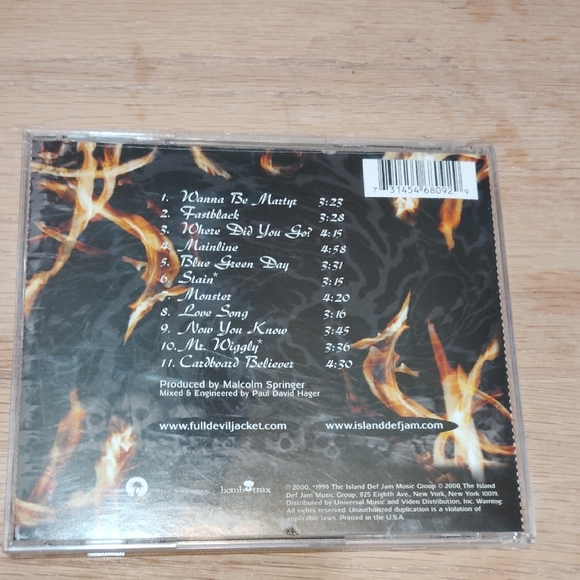 7 31454 68092 9
1. Wanna Be Martyr 3:23
2. Fastblack 3:28
3. Where Did You Go? 4:15
4. Mainline 4:58
5. Blue Green Day 3:31
6. Stain* 3:15
7. Monster 4:20
8. Love Song 3:16
9. Now You Know 3:45
10. Mr. Wiggly* 3:36
11. Cardboard Believer 4:30
Produced by Malcolm Springer
Mixed & Engineered by Paul David Hager
www.fulldeviljacket.com. www.islanddefjam.com
bombtrax
© 2000, *1999 The Island Def Jam Music Group © 2000 The Island
Def Jam Music Group. 825 Eighth Ave., New York, New York 10019.
Distributed by Universal Music and Video Distribution, Inc. Warning:
All rights reserved. Unauthorized duplication is a violation of
applicable laws. Printed in the U.S.A.